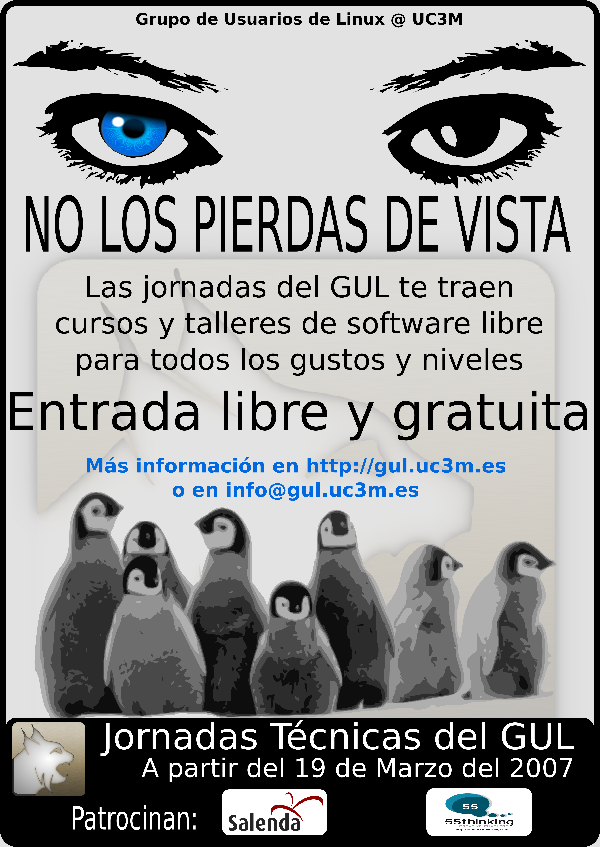 Grupo de Usuarios de Linux @ UC3M
NO LOS PIERDAS DE VISTA
Las jornadas del GUL te traen
cursos y talleres de software libre
para todos los gustos y niveles
Entrada libre y gratuita
Más información en http://gul.uc3m.es
o en info@gul.uc3m.es
Jornadas Técnicas del GUL
A partir del 19 de Marzo del 2007
Patrocinan:
Salenda
SS
SSthinking